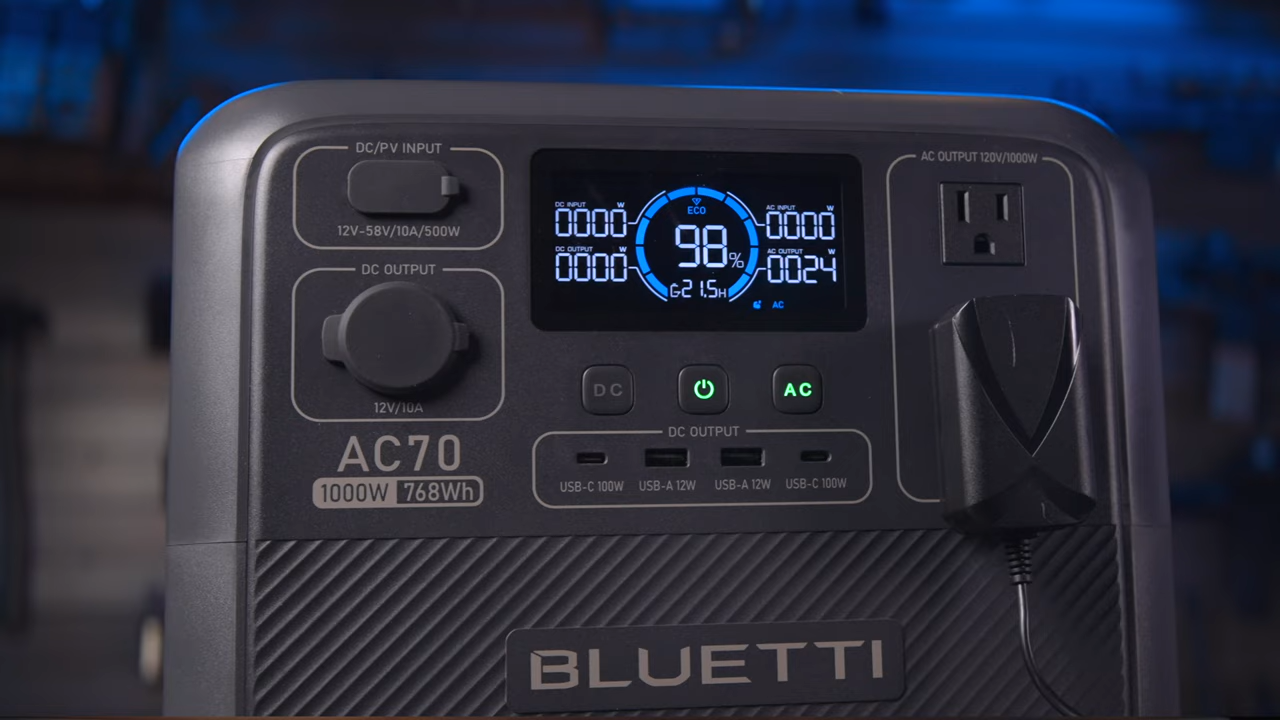 DC/PV INPUT
12V-58V/10A/500W
DC OUTPUT
12V/10A
AC70
1000W 768Wh
DC INPUT W
0000
DC OUTPUT W
0000
ECO
98%
21.5H
AC INPUT W
0000
AC OUTPUT W
0024
AC
DC
AC
DC OUTPUT
USB-C 100W USB-A 12W USB-A 12W USB-C 100W
AC OUTPUT 120V/1000W
BLUETTI